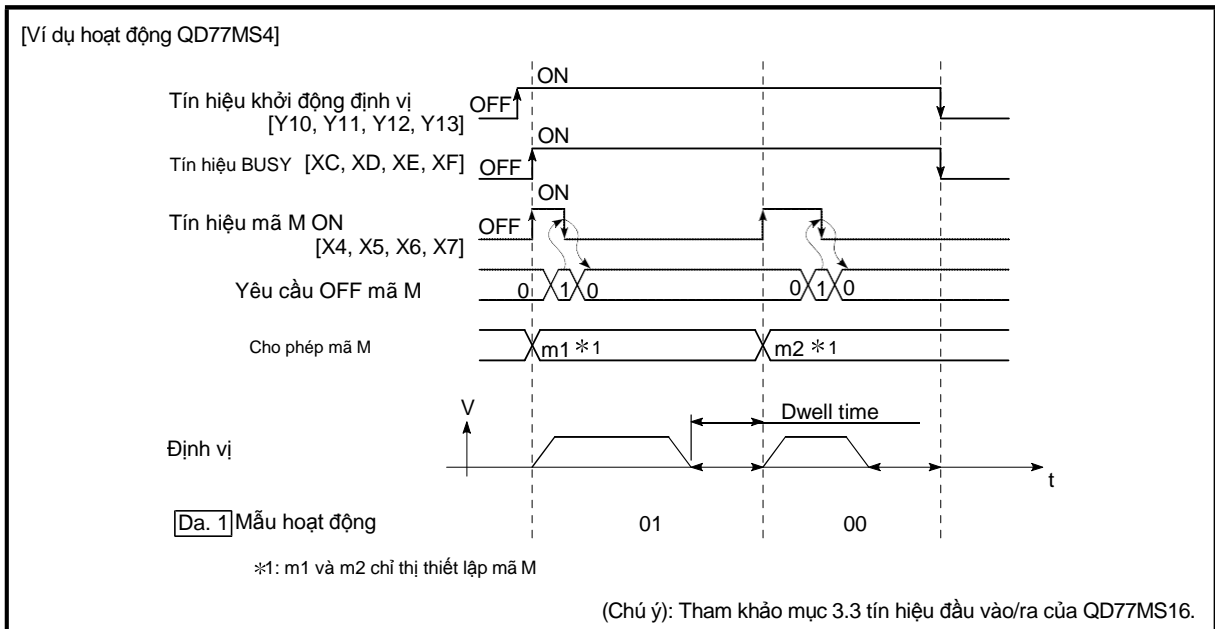 [Ví dụ hoạt động QD77MS4]
ON
Tín hiệu khởi động định vị OFF
[Y10, Y11, Y12, Y13]
ON
Tín hiệu BUSY [XC, XD, XE, XF] OFF
ON
Tín hiệu mã M ON OFF
[X4, X5, X6, X7]
Yêu cầu OFF mã M 0 1 0 0 1 0
Cho phép mã M m1 *1 m2 *1
V Dwell time
Định vị
t
Da. 1 Mẫu hoạt động 01 00
*1: m1 và m2 chỉ thị thiết lập mã M
(Chú ý): Tham khảo mục 3.3 tín hiệu đầu vào/ra của QD77MS16.